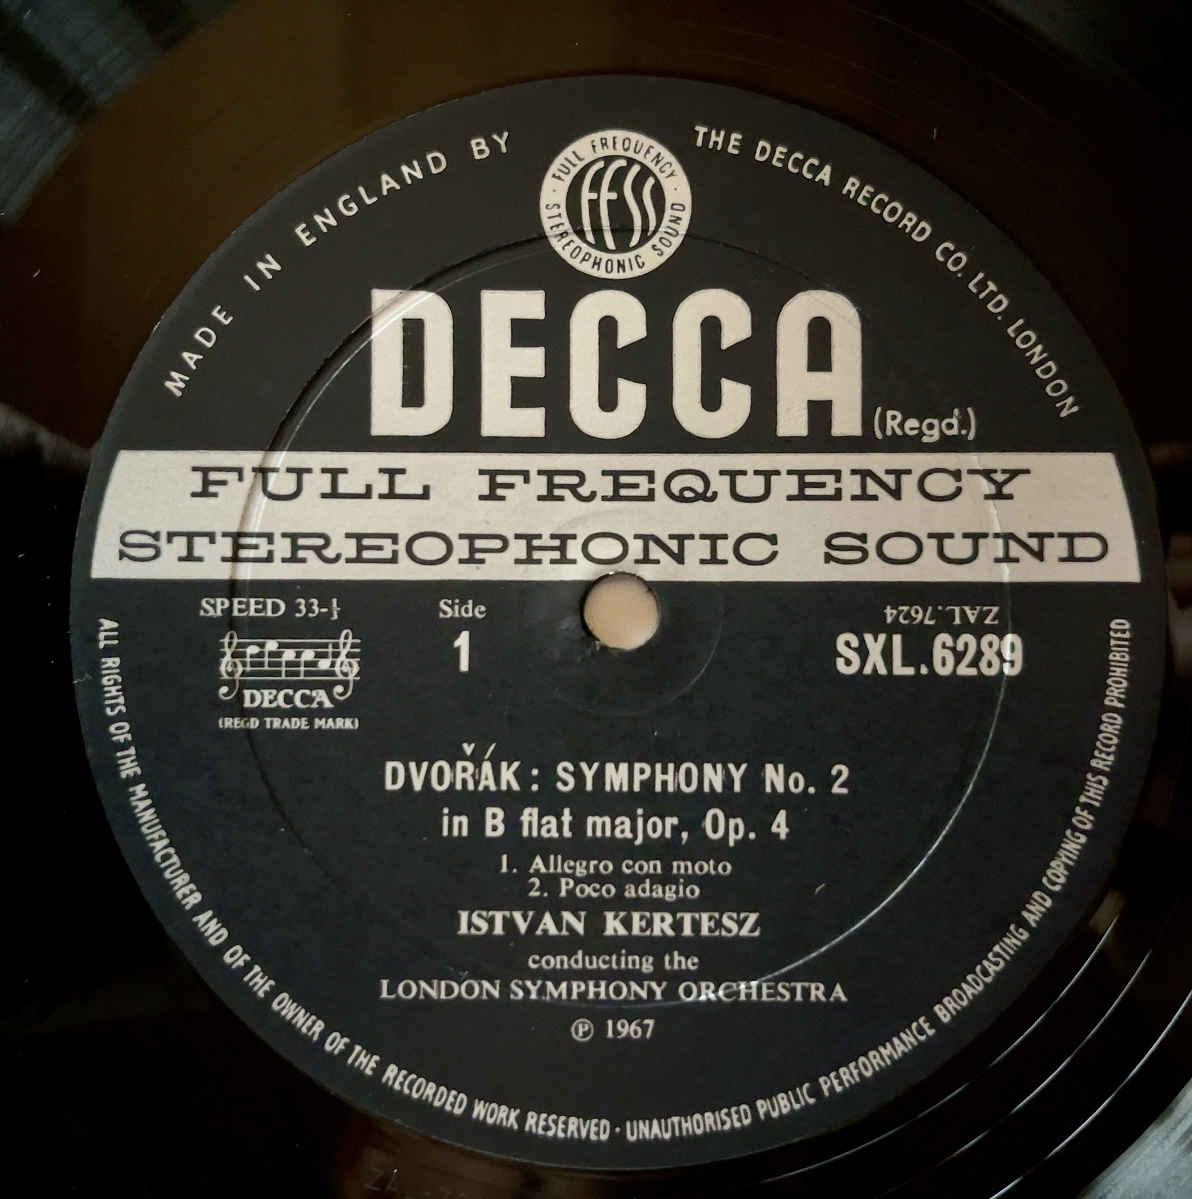 MADE IN ENGLAND BY
THE DECCA RECORD CO. LTD. LONDON
FULL FREQUENCY
STEREOPHONIC SOUND
FFSS
DECCA (Regd.)
FULL FREQUENCY
STEREOPHONIC SOUND
SPEED 33-⅓
Side
1
ZAL.7624
SXL.6289
DECCA
(REGD TRADE MARK)
DVOŘÁK: SYMPHONY No. 2
in B flat major, Op. 4
1. Allegro con moto
2. Poco adagio
ISTVAN KERTESZ
conducting the
LONDON SYMPHONY ORCHESTRA
℗ 1967
ALL RIGHTS OF THE MANUFACTURER AND OF THE OWNER OF THE RECORDED WORK RESERVED · UNAUTHORISED PUBLIC PERFORMANCE BROADCASTING AND COPYING OF THIS RECORD PROHIBITED